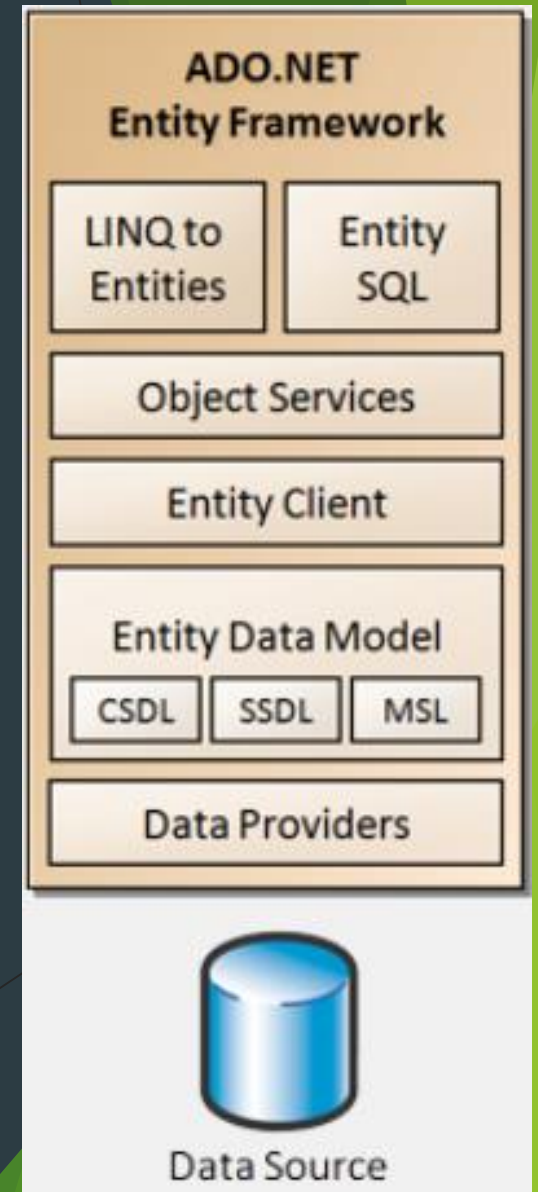 ADO.NET
Entity Framework
LINQ to
Entities
Entity
SQL
Object Services
Entity Client
Entity Data Model
CSDL
SSDL
MSL
Data Providers
Data Source